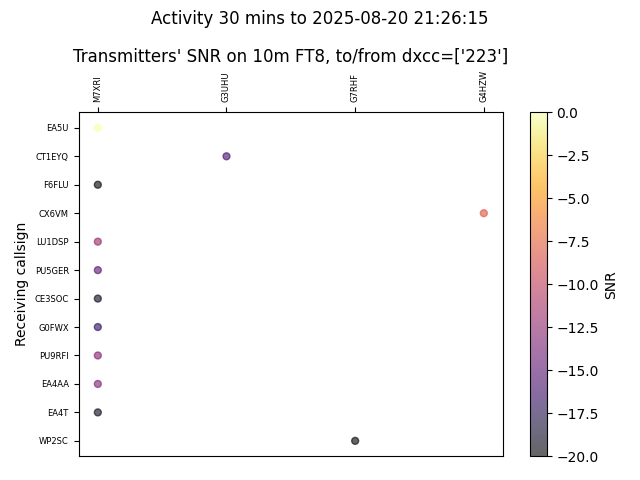 Activity 30 mins to 2025-08-20 21:26:15
Transmitters' SNR on 10m FT8, to/from dxcc=['223']
M7XRI
G3UHU
G7RHF
G4HZW
EA5U
CT1EYQ
F6FLU
CX6VM
LU1DSP
PU5GER
CE3SOC
G0FWX
PU9RFI
EA4AA
EA4T
WP2SC
Receiving callsign
0.0
−2.5
−5.0
−7.5
−10.0
−12.5
−15.0
−17.5
−20.0
SNR